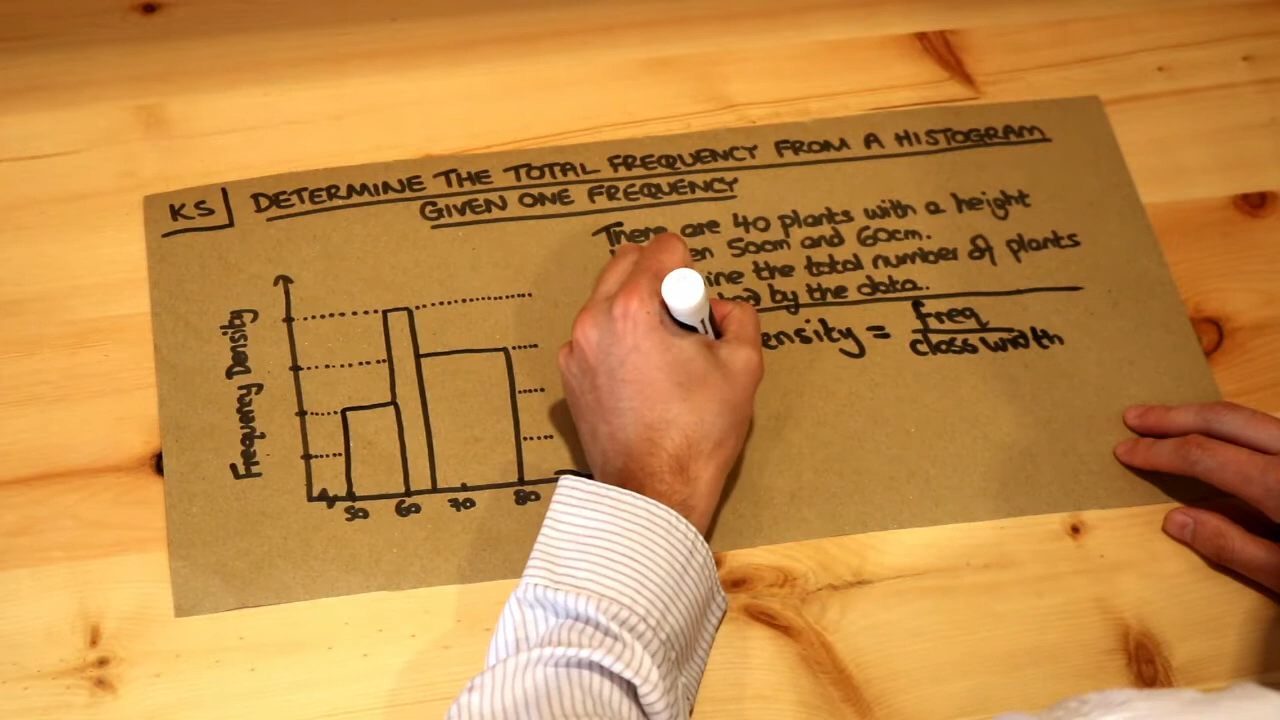 KS
DETERMINE THE TOTAL FREQUENCY FROM A HISTOGRAM
GIVEN ONE FREQUENCY
There are 40 plants with a height
50cm and 60cm.
the total number of plants
by the data.
= freq
class width
Frequency Density
50 60 70 80